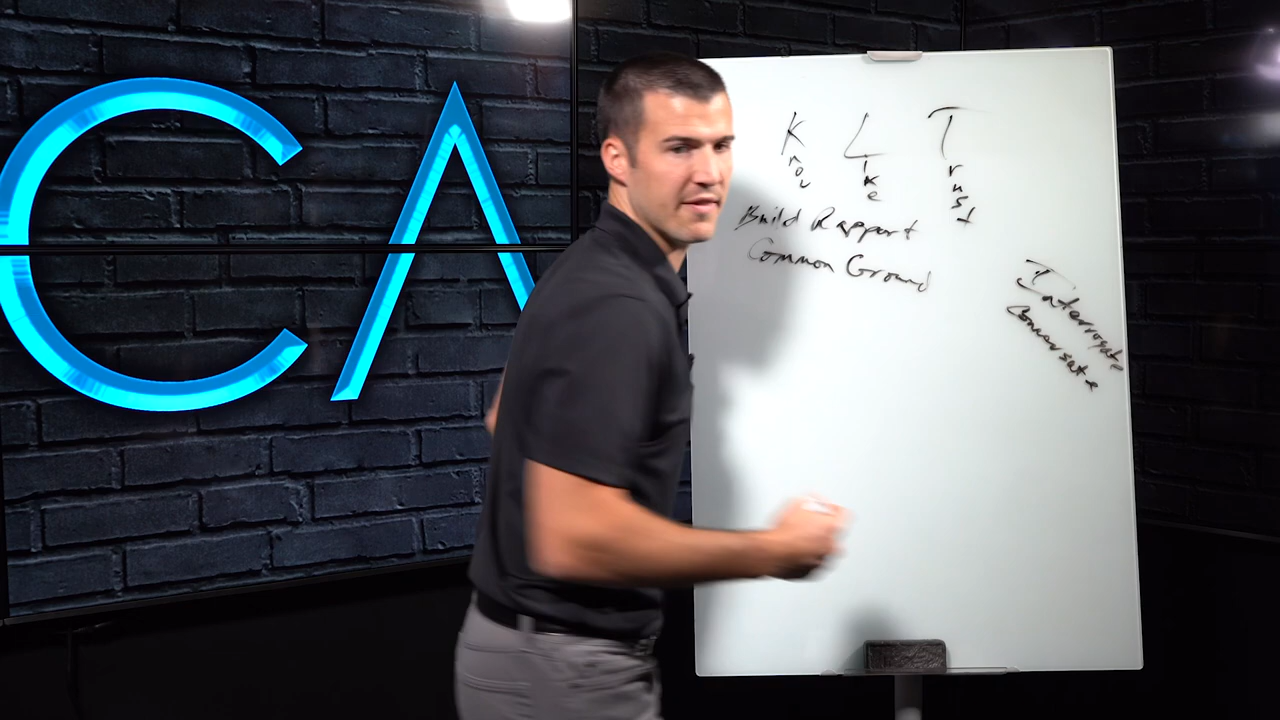 CA
Know Like Trust
Build Rapport
Common Ground
Interrogate
Conversate